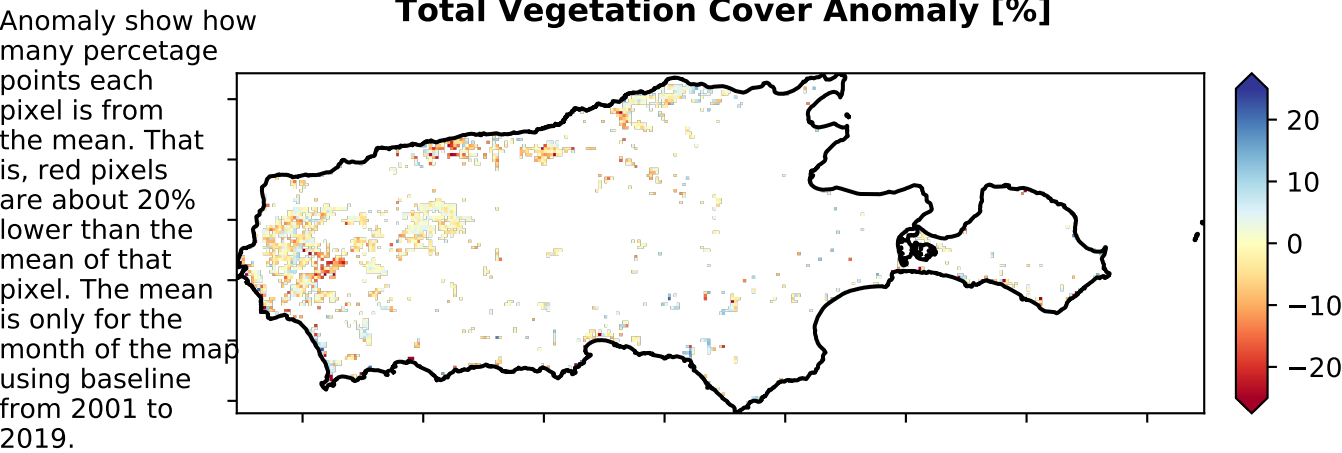 Total Vegetation Cover Anomaly [%]
Anomaly show how
many percetage
points each
pixel is from
the mean. That
is, red pixels
are about 20%
lower than the
mean of that
pixel. The mean
is only for the
month of the map
using baseline
from 2001 to
2019.
20
10
0
−10
−20